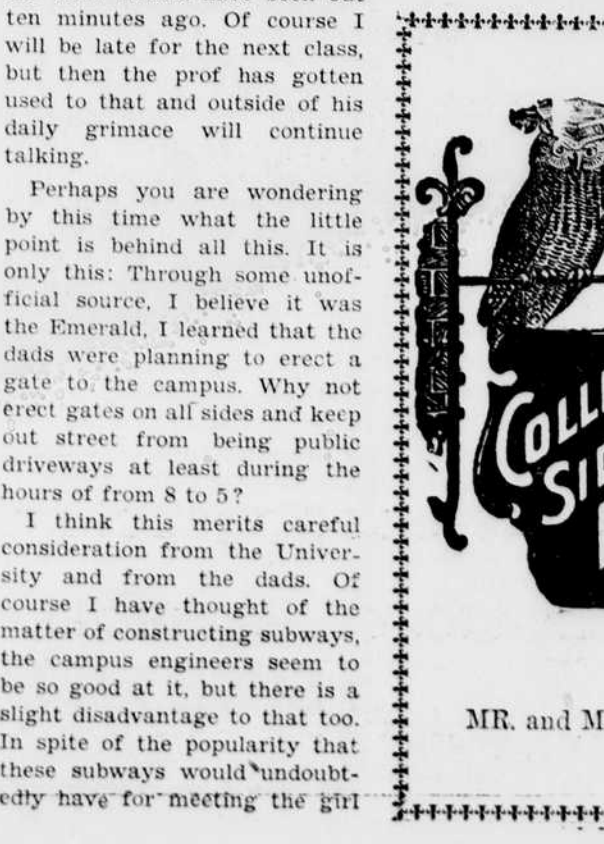 ten minutes ago. Of course I
will be late for the next class,
but then the prof has gotten
used to that and outside of his
daily grimace will continue
talking.
Perhaps you are wondering
by this time what the little
point is behind all this. It is
only this: Through some unof-
ficial source, I believe it was
the Emerald, I learned that the
dads were planning to erect a
gate to the campus. Why not
erect gates on all sides and keep
out street from being public
driveways at least during the
hours of from 8 to 5?
I think this merits careful
consideration from the Univer-
sity and from the dads. Of
course I have thought of the
matter of constructing subways,
the campus engineers seem to
be so good at it, but there is a
slight disadvantage to that too.
In spite of the popularity that
these subways would undoubt-
edly have for meeting the girl
COLL
SI
MR. and M